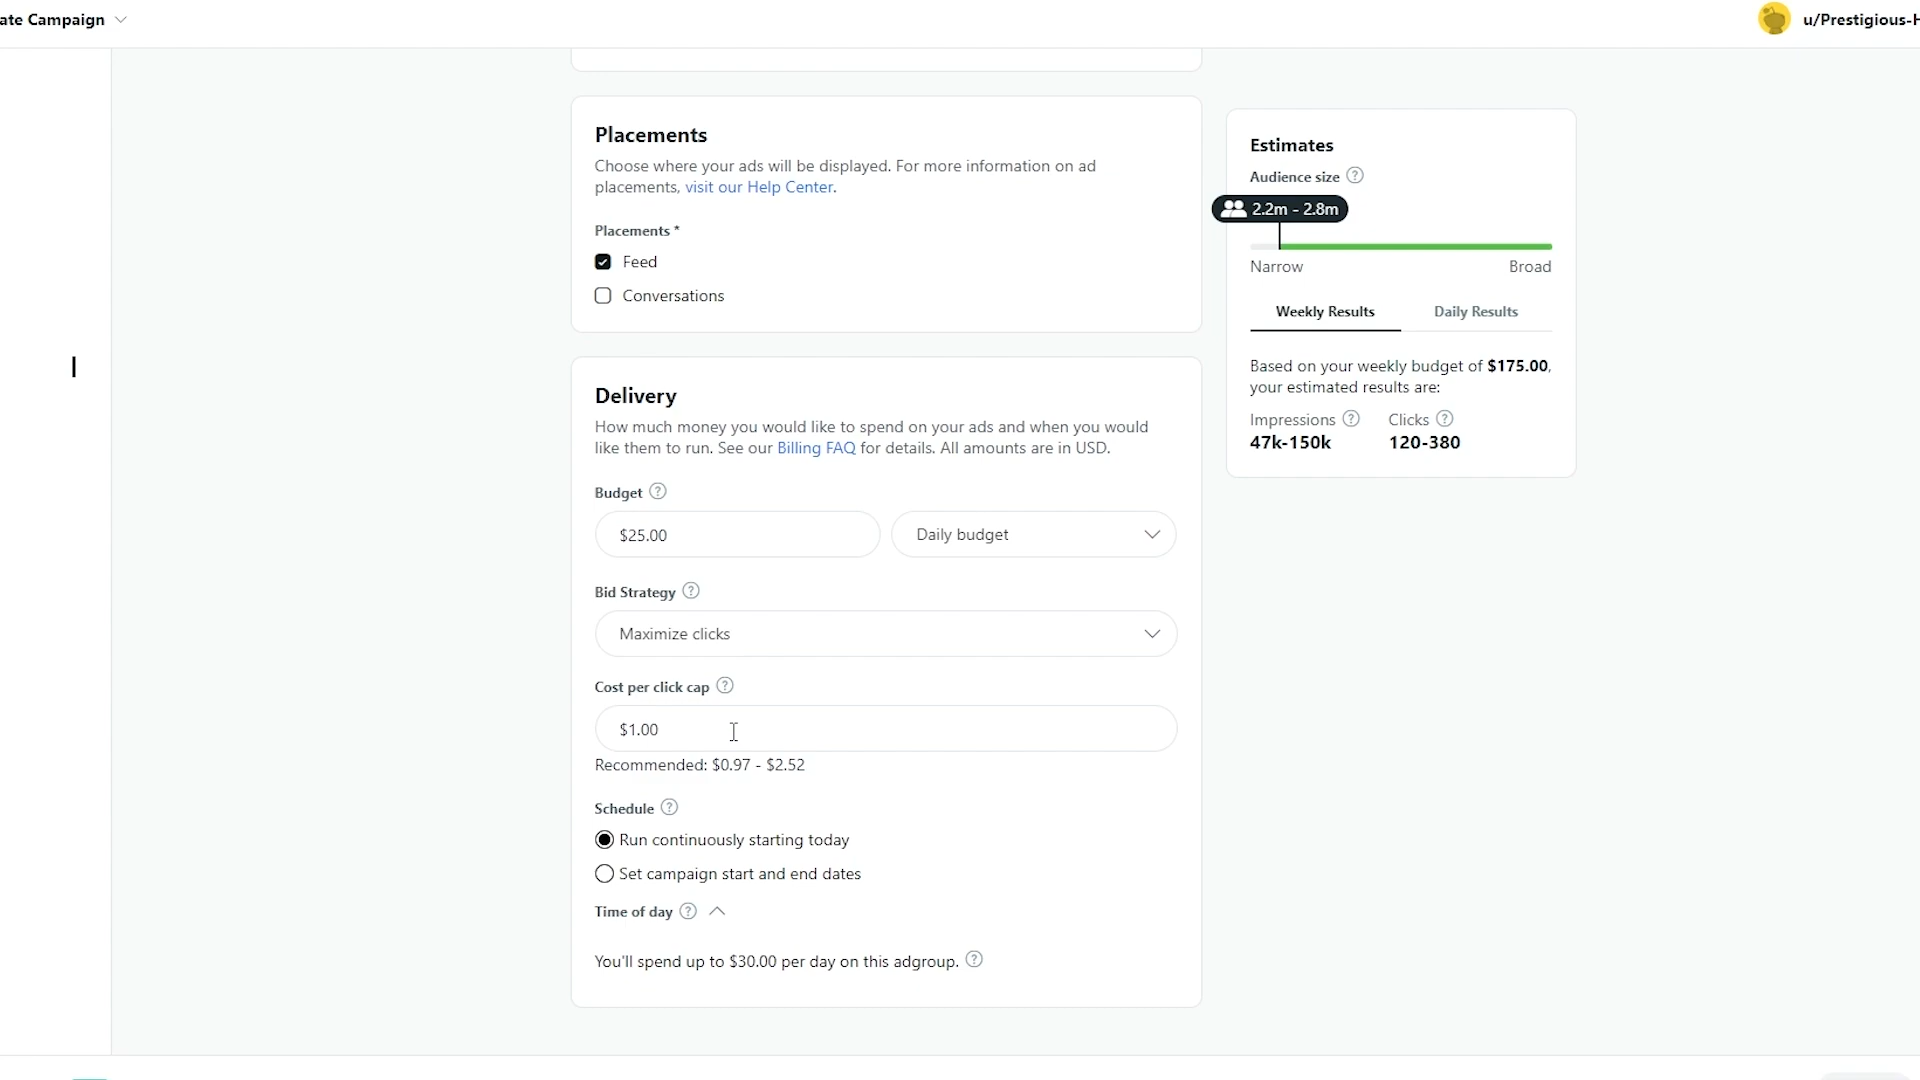 ate Campaign
u/Prestigious-H
Placements
Choose where your ads will be displayed. For more information on ad
placements, visit our Help Center.
Placements *
Feed
Conversations
Delivery
How much money you would like to spend on your ads and when you would
like them to run. See our Billing FAQ for details. All amounts are in USD.
Budget
$25.00
Daily budget
Bid Strategy
Maximize clicks
Cost per click cap
$1.00
Recommended: $0.97 - $2.52
Schedule
Run continuously starting today
Set campaign start and end dates
Time of day
You'll spend up to $30.00 per day on this adgroup.
Estimates
Audience size
2.2m - 2.8m
Narrow Broad
Weekly Results Daily Results
Based on your weekly budget of $175.00,
your estimated results are:
Impressions Clicks
47k-150k 120-380